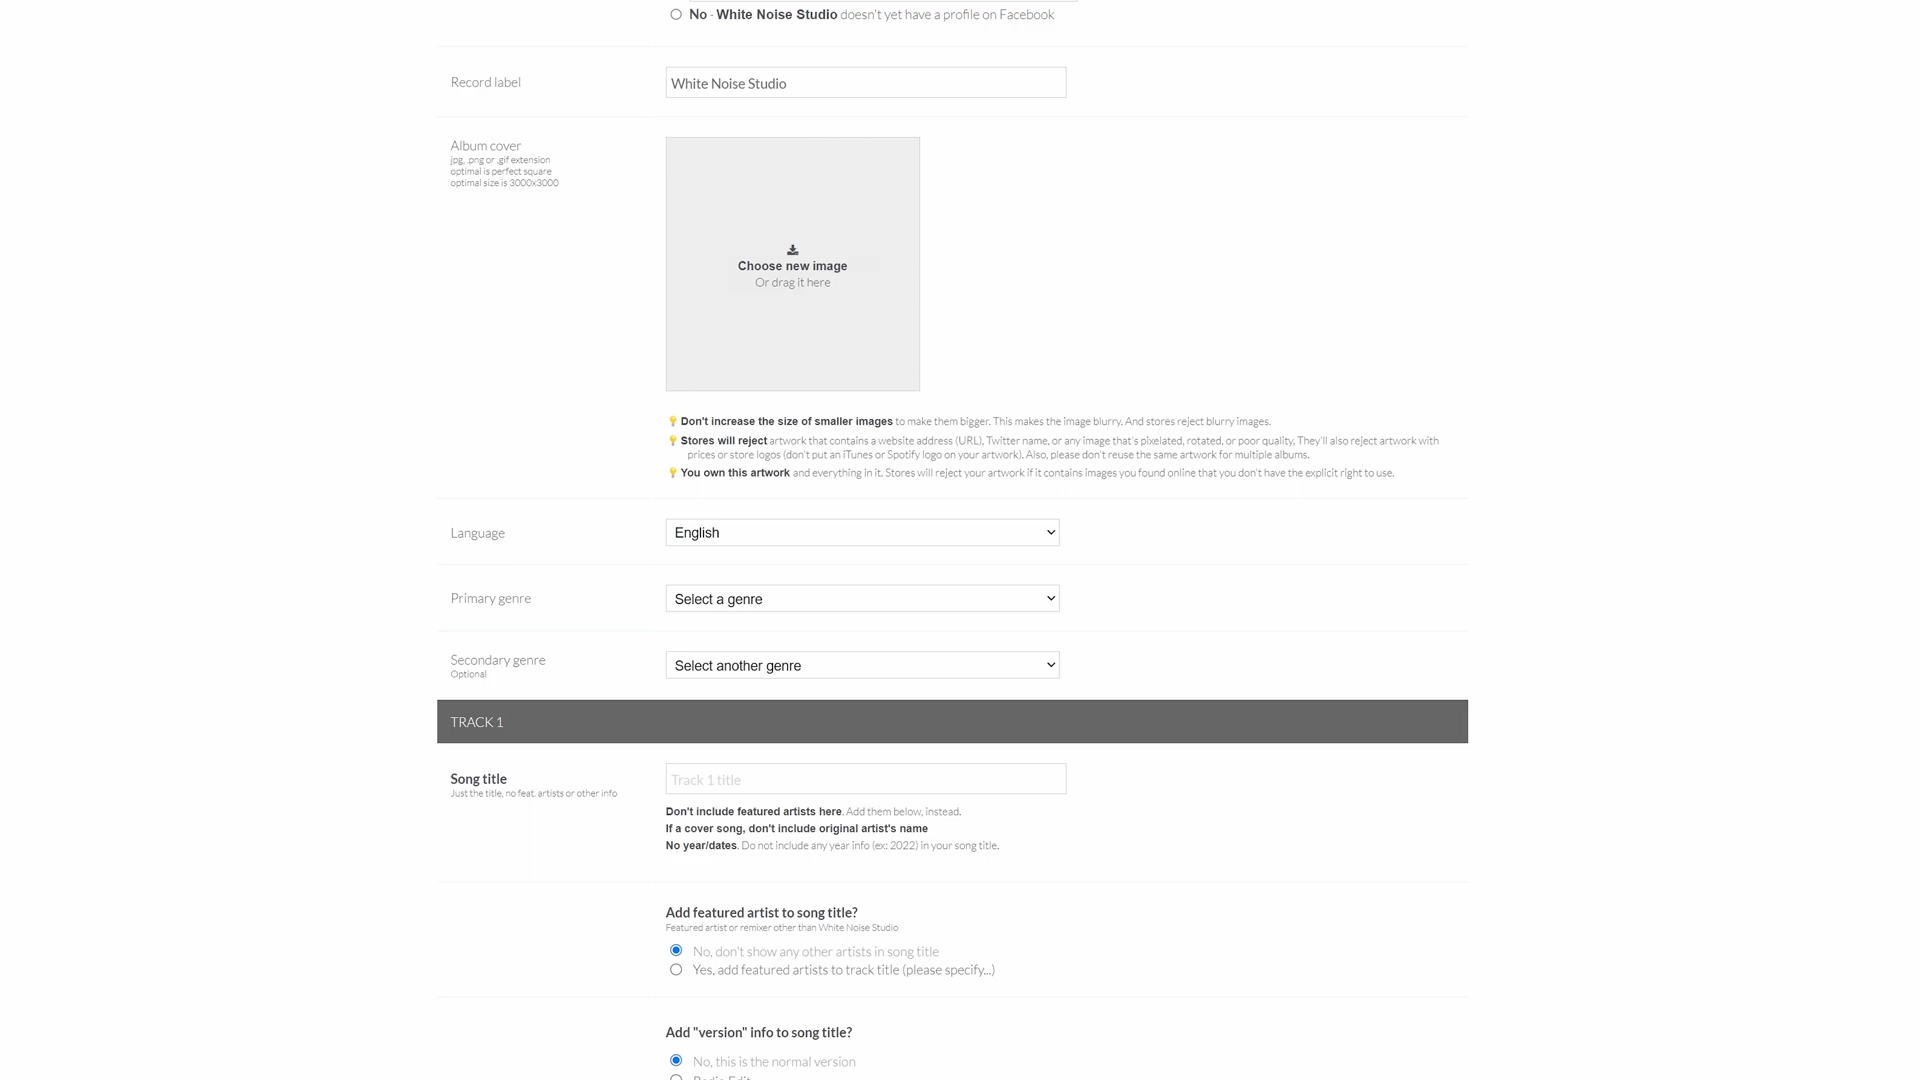 No - White Noise Studio doesn't yet have a profile on Facebook
Record label
White Noise Studio
Album cover
.jpg, .png or .gif extension
optimal is perfect square
optimal size is 3000x3000
Choose new image
Or drag it here
Don't increase the size of smaller images to make them bigger. This makes the image blurry. And stores reject blurry images.
Stores will reject artwork that contains a website address (URL), Twitter name, or any image that's pixelated, rotated, or poor quality. They'll also reject artwork with
prices or store logos (don't put an iTunes or Spotify logo on your artwork). Also, please don't reuse the same artwork for multiple albums.
You own this artwork and everything in it. Stores will reject your artwork if it contains images you found online that you don't have the explicit right to use.
Language
English
Primary genre
Select a genre
Secondary genre
Optional
Select another genre
TRACK 1
Song title
Just the title, no feat. artists or other info
Track 1 title
Don't include featured artists here. Add them below, instead.
If a cover song, don't include original artist's name
No year/dates. Do not include any year info (ex: 2022) in your song title.
Add featured artist to song title?
Featured artist or remixer other than White Noise Studio
No, don't show any other artists in song title
Yes, add featured artists to track title (please specify...)
Add "version" info to song title?
No, this is the normal version
Radio Edit